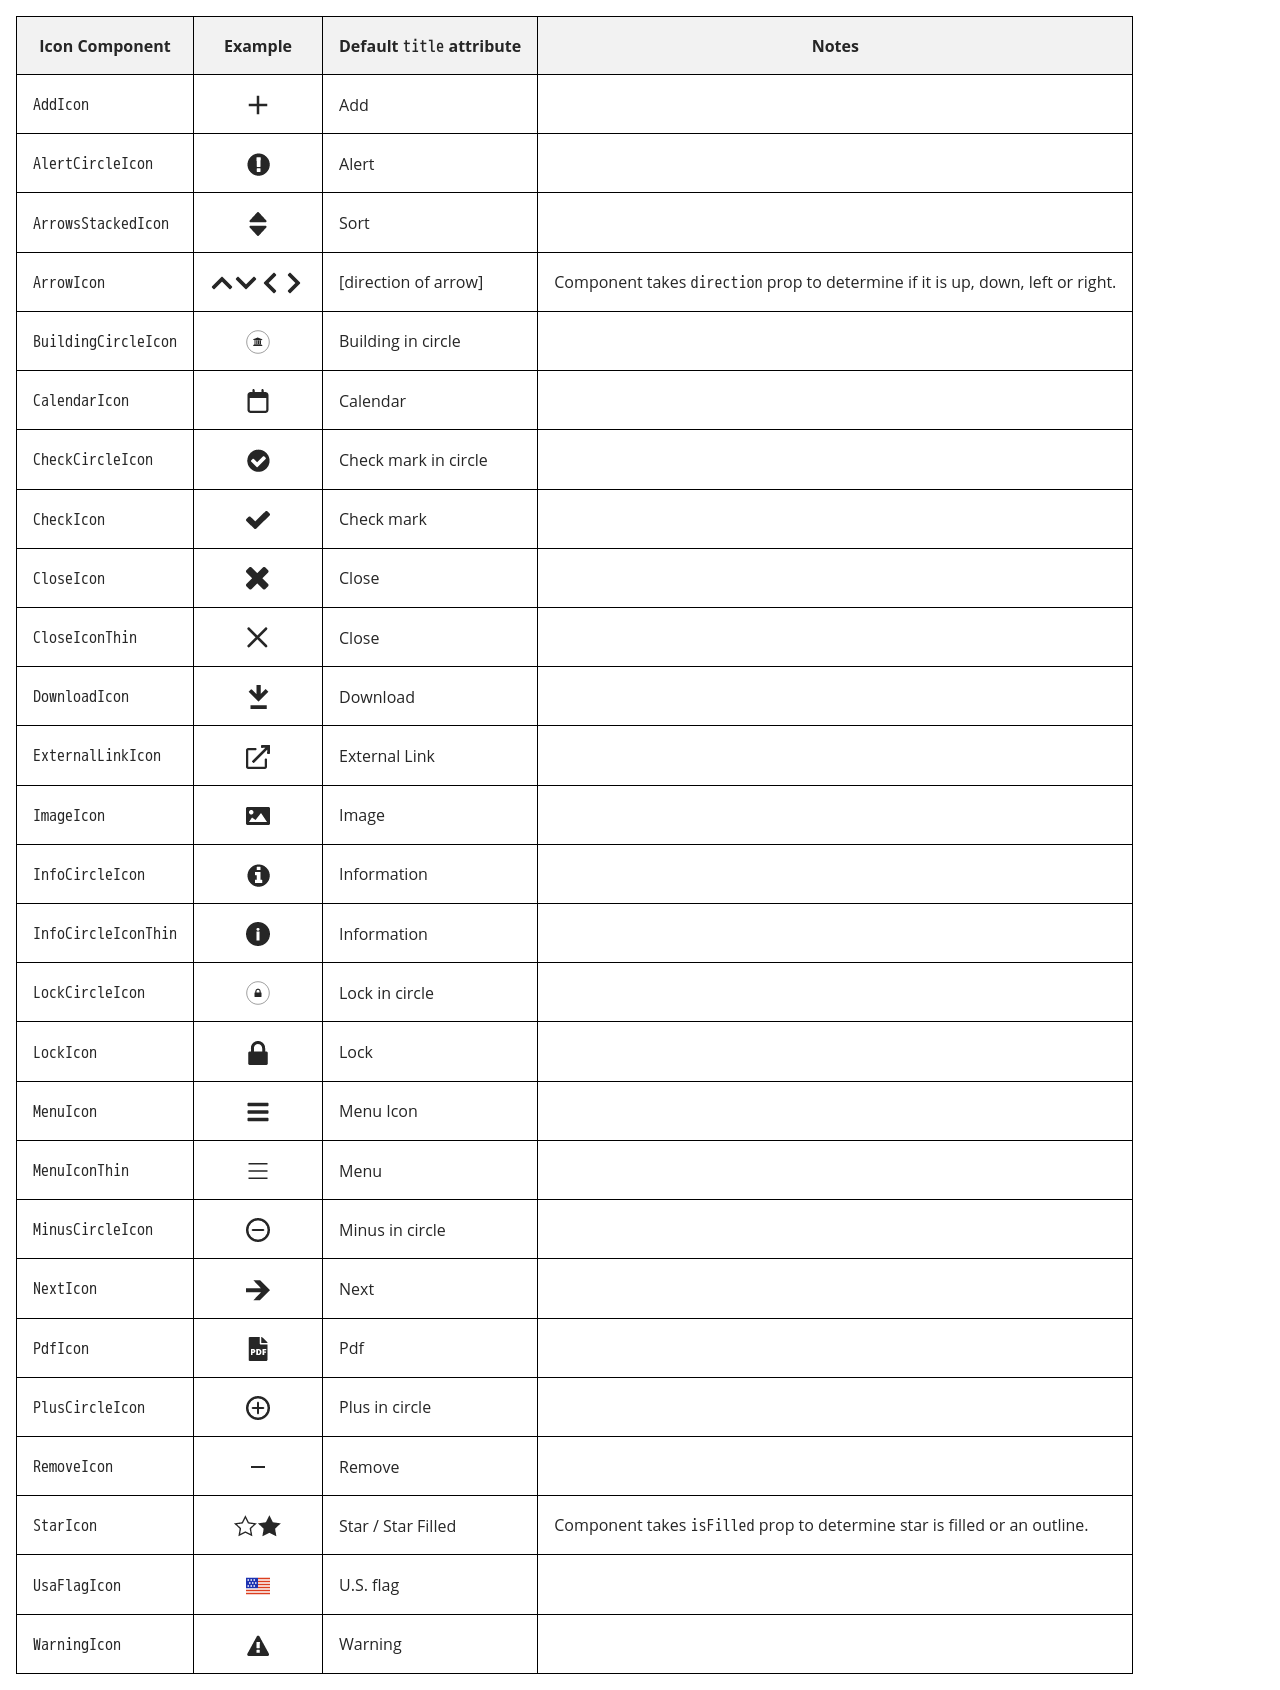 Icon Component Example Default title attribute Notes
AddIcon Add
AlertCircleIcon Alert
ArrowsStackedIcon Sort
ArrowIcon [direction of arrow] Component takes direction prop to determine if it is up, down, left or right.
BuildingCircleIcon Building in circle
CalendarIcon Calendar
CheckCircleIcon Check mark in circle
CheckIcon Check mark
CloseIcon Close
CloseIconThin Close
DownloadIcon Download
ExternalLinkIcon External Link
ImageIcon Image
InfoCircleIcon Information
InfoCircleIconThin Information
LockCircleIcon Lock in circle
LockIcon Lock
MenuIcon Menu Icon
MenuIconThin Menu
MinusCircleIcon Minus in circle
NextIcon Next
PdfIcon PDF Pdf
PlusCircleIcon Plus in circle
RemoveIcon Remove
StarIcon Star / Star Filled Component takes isFilled prop to determine star is filled or an outline.
UsaFlagIcon U.S. flag
WarningIcon Warning